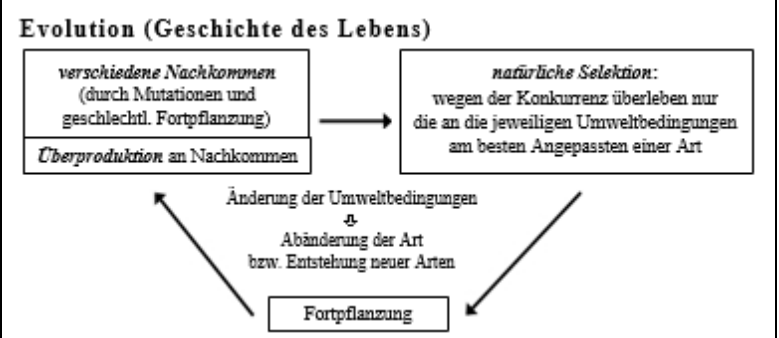 Evolution (Geschichte des Lebens)
verschiedene Nachkommen
(durch Mutationen und
geschlechtl. Fortpflanzung)
Überproduktion an Nachkommen
natürliche Selektion:
wegen der Konkurrenz überleben nur
die an die jeweiligen Umweltbedingungen
am besten Angepassten einer Art
Änderung der Umweltbedingungen
Abänderung der Art
bzw. Entstehung neuer Arten
Fortpflanzung